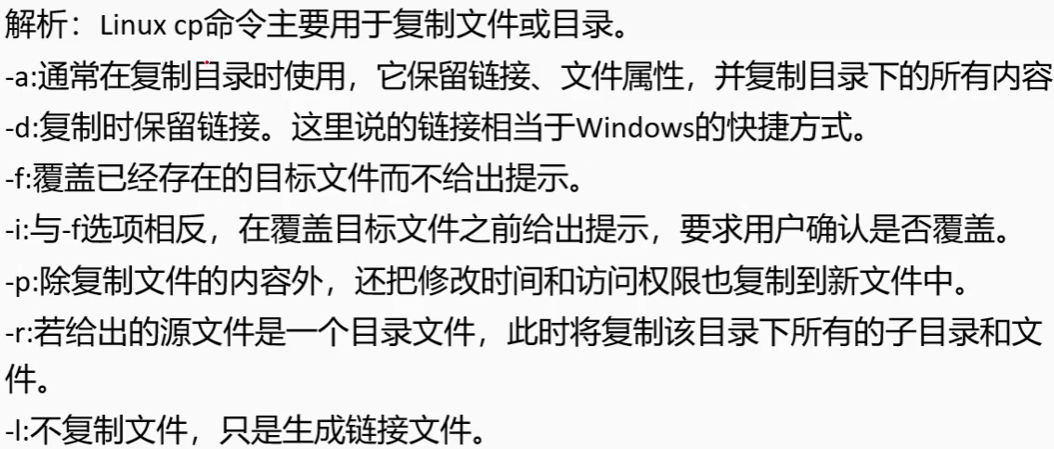 解析：Linux cp命令主要用于复制文件或目录。
-a:通常在复制目录时使用，它保留链接、文件属性，并复制目录下的所有内容
-d:复制时保留链接。这里说的链接相当于Windows的快捷方式。
-f:覆盖已经存在的目标文件而不给出提示。
-i:与-f选项相反，在覆盖目标文件之前给出提示，要求用户确认是否覆盖。
-p:除复制文件的内容外，还把修改时间和访问权限也复制到新文件中。
-r:若给出的源文件是一个目录文件，此时将复制该目录下所有的子目录和文
件。
-l:不复制文件，只是生成链接文件。